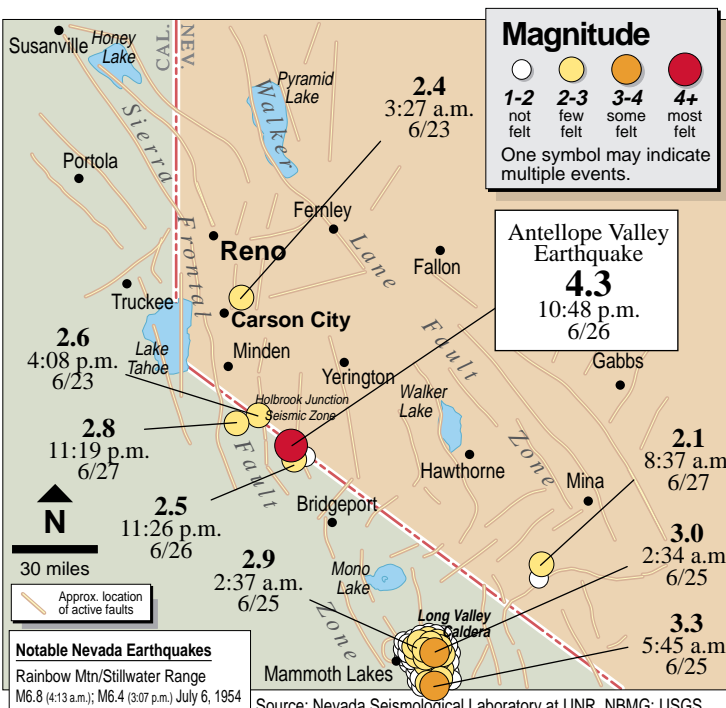 Magnitude
1-2 2-3 3-4 4+
not felt few felt some felt most felt
One symbol may indicate
multiple events.
Susanville
Honey
Lake
CAL.
NEV.
Pyramid
Lake
2.4
3:27 a.m.
6/23
Sierra
Frontal
Fault
Zone
Walker
Lane
Fault
Zone
Portola
Fernley
Reno
Fallon
Antellope Valley
Earthquake
4.3
10:48 p.m.
6/26
Truckee
Carson City
Lake
Tahoe
Minden
Yerington
Gabbs
2.6
4:08 p.m.
6/23
Holbrook Junction
Seismic Zone
Walker
Lake
2.8
11:19 p.m.
6/27
Hawthorne
Mina
2.1
8:37 a.m
6/27
N
30 miles
2.5
11:26 p.m.
6/26
Bridgeport
3.0
2:34 a.m
6/25
2.9
2:37 a.m.
6/25
Mono
Lake
Approx. location
of active faults
Long Valley
Caldera
3.3
5:45 a.m
6/25
Mammoth Lakes
Notable Nevada Earthquakes
Rainbow Mtn/Stillwater Range
M6.8 (4:13 a.m.); M6.4 (3:07 p.m.) July 6, 1954
Source: Nevada Seismological Laboratory at UNR, NBMG; USGS